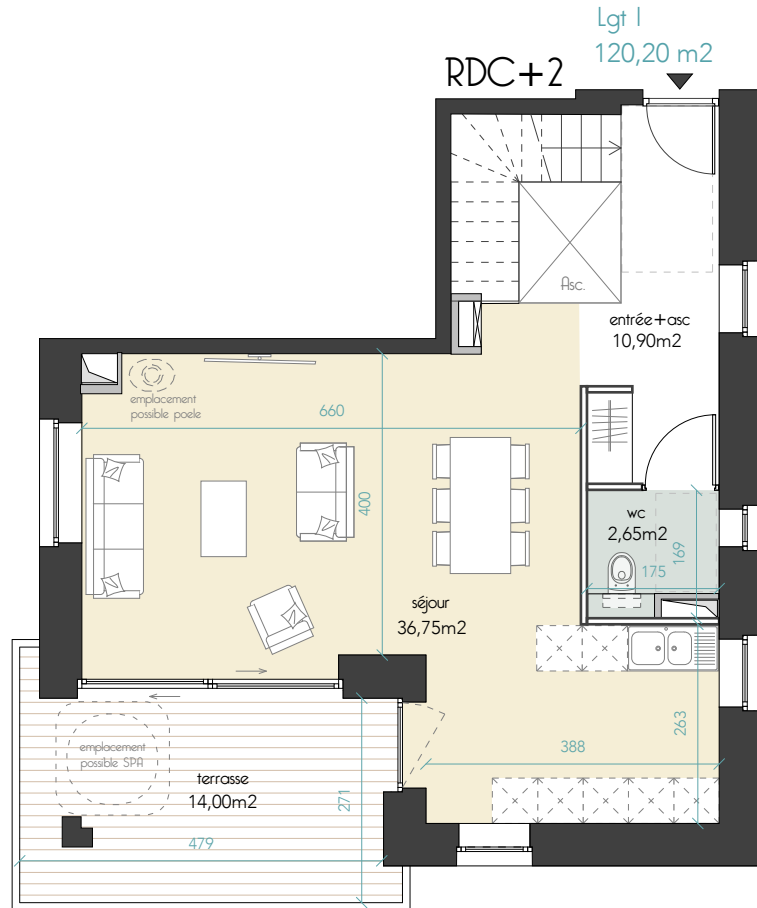 Lgt 1
120,20 m2
RDC+2
Asc.
entrée+asc
10,90m2
emplacement
possible poele
660
400
wc
2,65m2
169
175
séjour
36,75m2
263
388
emplacement
possible SPA
terrasse
14,00m2
271
479